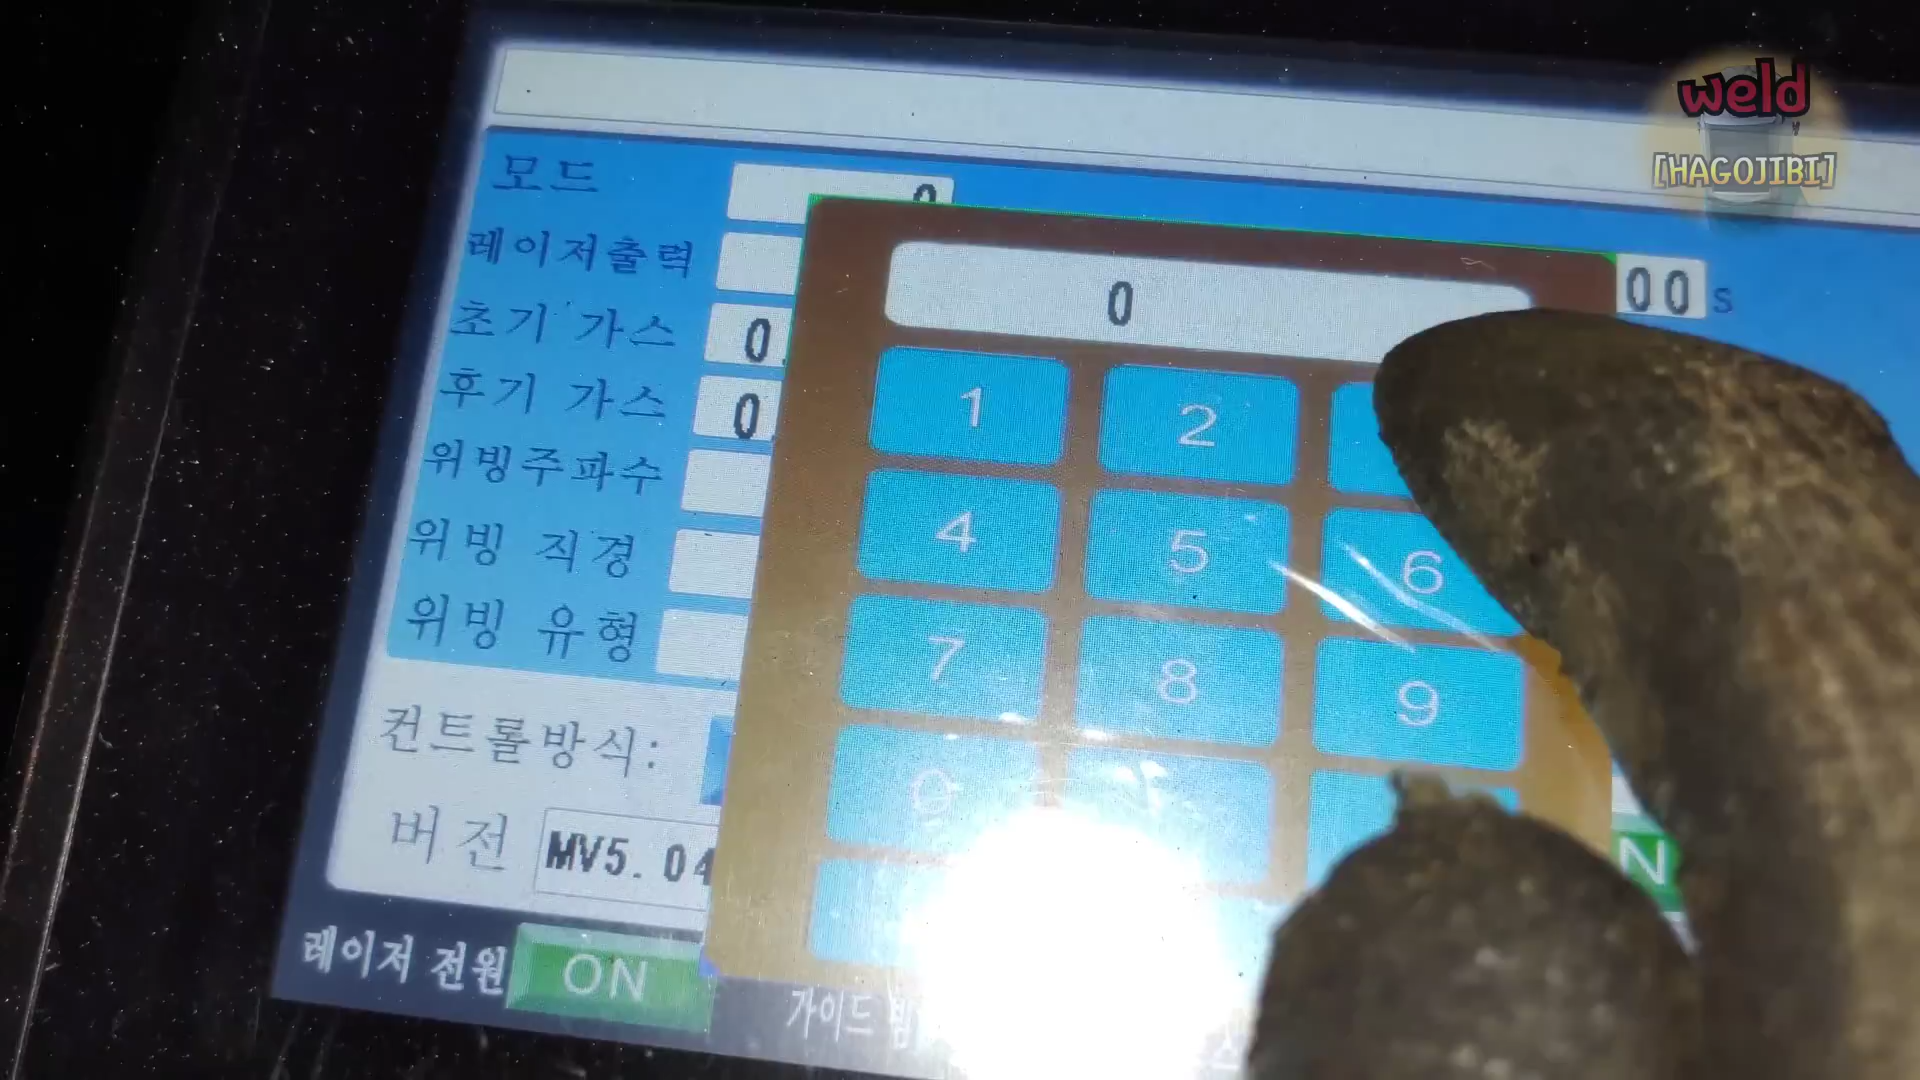 weld
[HAGOJIBI]
모드
레이저출력
초기 가스 0.
00 s
후기 가스 0
위빙주파수
위빙 직경
위빙 유형
컨트롤방식:
버전 MV5.04
레이저 전원 ON
가이드 빔
0
1 2
4 5 6
7 8 9
0
N